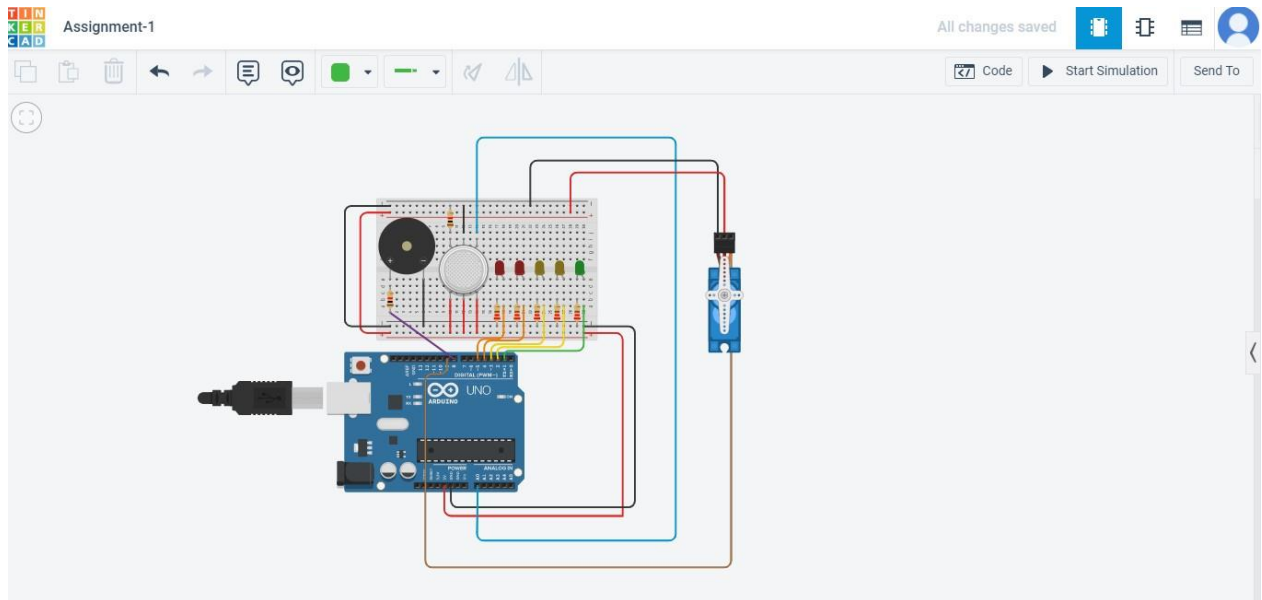 TIN
KER
CAD
Assignment-1
All changes saved
Code
Start Simulation
Send To
DIGITAL (PWM~)
UNO
ARDUINO
POWER
ANALOG IN